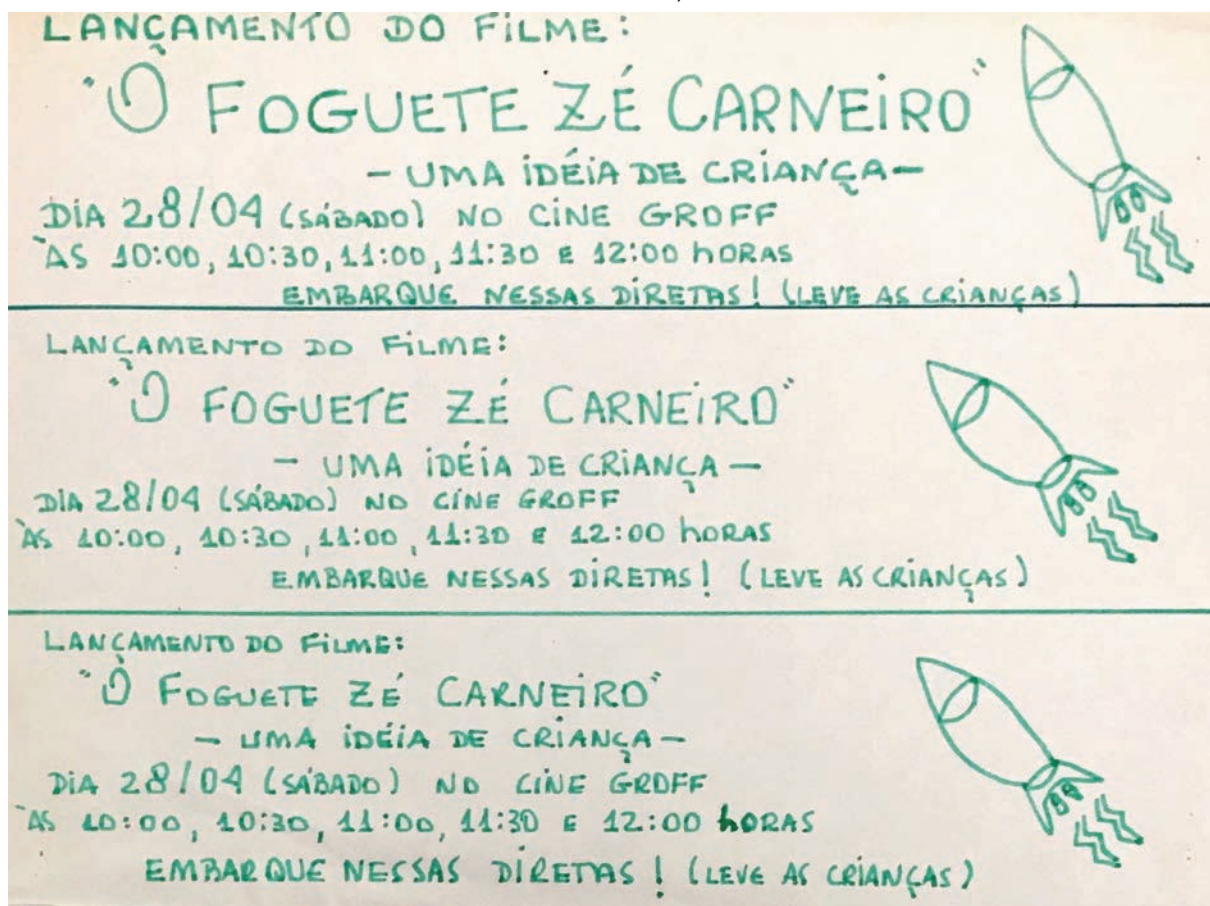 LANÇAMENTO DO FILME:
"O FOGUETE ZÉ CARNEIRO"
- UMA IDÉIA DE CRIANÇA -
DIA 28/04 (SÁBADO) NO CINE GROFF
ÀS 10:00, 10:30, 11:00, 11:30 E 12:00 hORAS
EMBARQUE NESSAS DIRETAS! (LEVE AS CRIANÇAS)
LANÇAMENTO DO FILME:
"O FOGUETE ZÉ CARNEIRO"
- UMA IDÉIA DE CRIANÇA -
DIA 28/04 (SÁBADO) NO CINE GROFF
ÀS 10:00, 10:30, 11:00, 11:30 E 12:00 hORAS
EMBARQUE NESSAS DIRETAS! (LEVE AS CRIANÇAS)
LANÇAMENTO DO FILME:
"O FOGUETE ZÉ CARNEIRO"
- UMA IDÉIA DE CRIANÇA -
DIA 28/04 (SÁBADO) NO CINE GROFF
ÀS 10:00, 10:30, 11:00, 11:30 E 12:00 hORAS
EMBARQUE NESSAS DIRETAS! (LEVE AS CRIANÇAS)